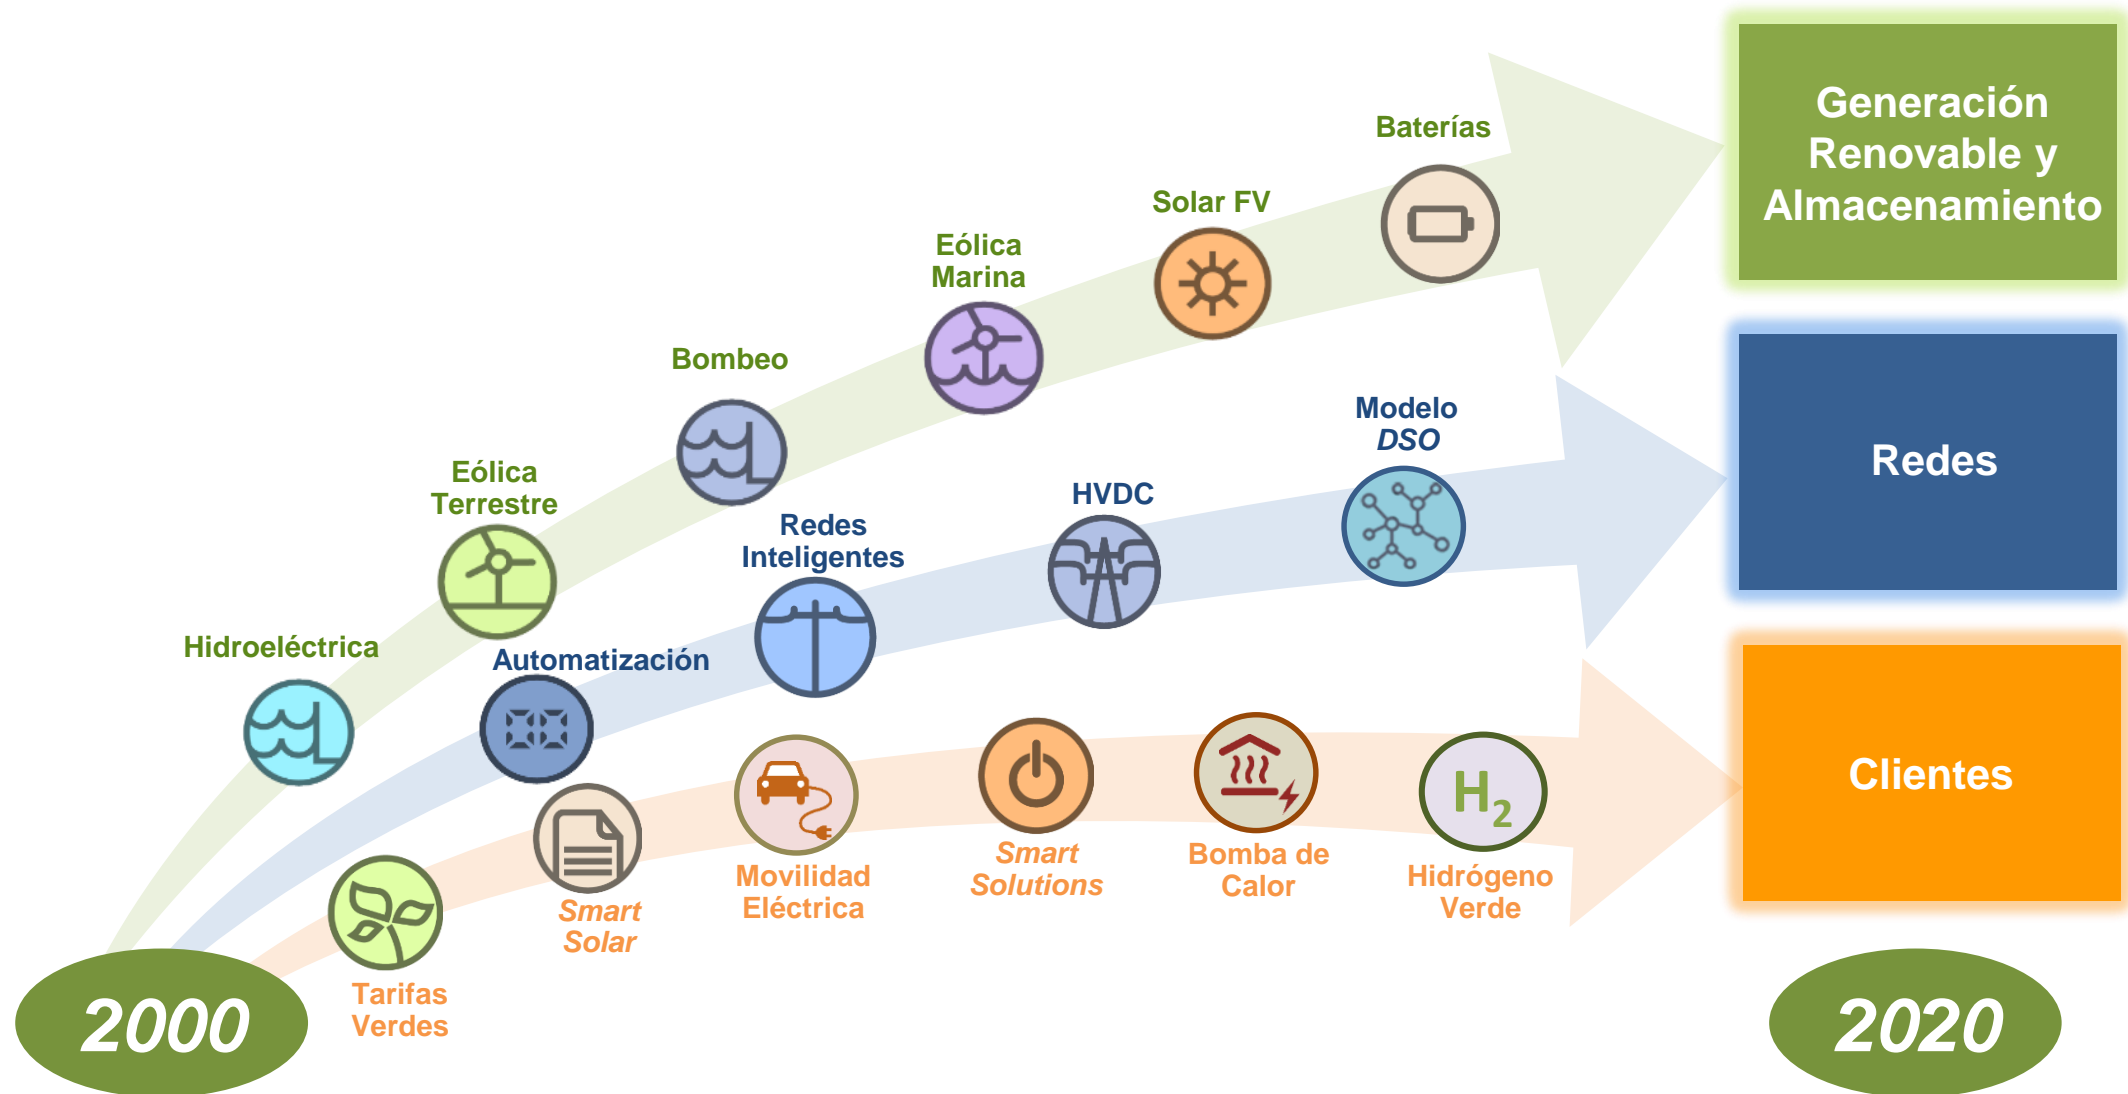 Generación
Renovable y
Almacenamiento
Baterías
Solar FV
Eólica
Marina
Bombeo
Eólica
Terrestre
Hidroeléctrica
Redes
Modelo
DSO
HVDC
Redes
Inteligentes
Automatización
Clientes
Tarifas
Verdes
Smart
Solar
Movilidad
Eléctrica
Smart
Solutions
Bomba de
Calor
H2
Hidrógeno
Verde
2000
2020